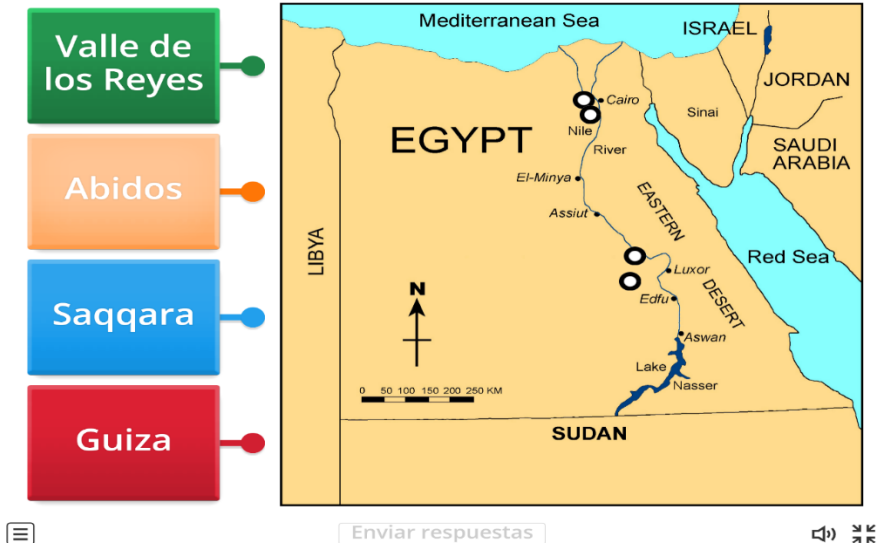 Valle de
los Reyes
Abidos
Saqqara
Guiza
Mediterranean Sea
ISRAEL
JORDAN
Cairo
Sinai
Nile
EGYPT
River
SAUDI
ARABIA
El-Minya
EASTERN
Assiut
LIBYA
Red Sea
Luxor
DESERT
N
Edfu
Aswan
Lake
Nasser
0 50 100 150 200 250 KM
SUDAN
Enviar respuestas